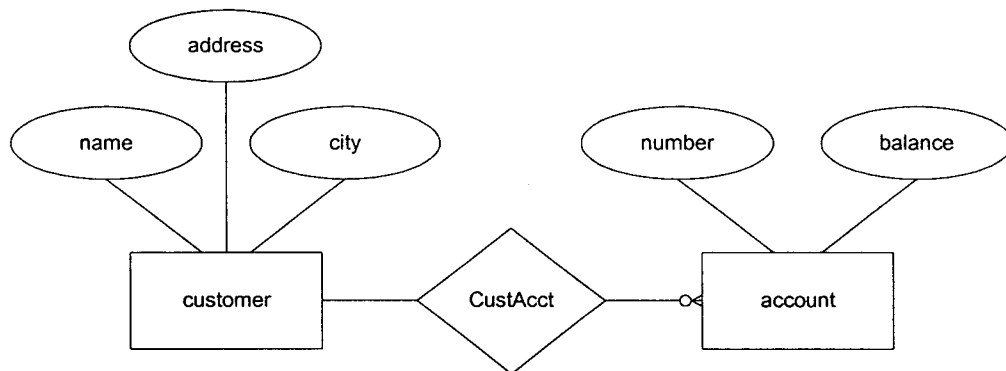 address
name
city
number
balance
customer
CustAcct
account